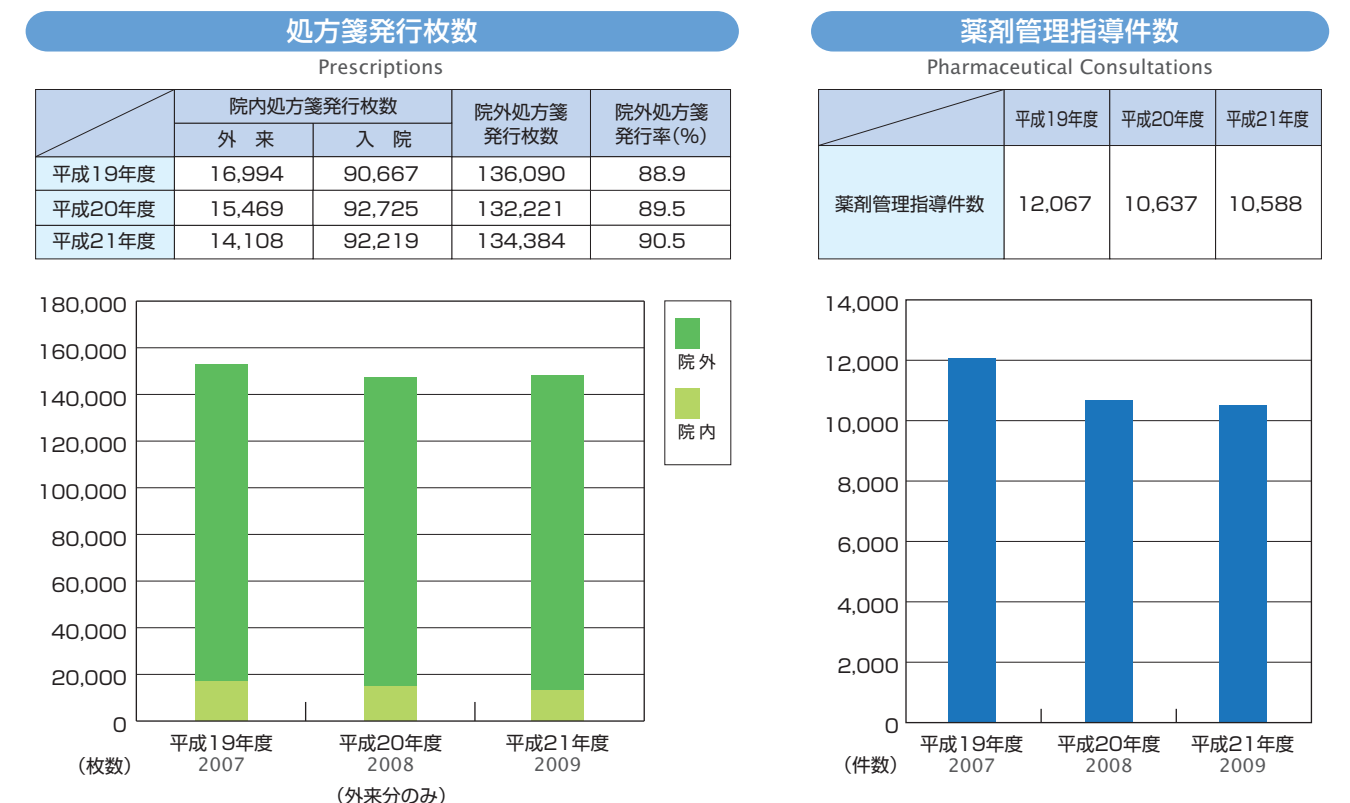 処方箋発行枚数
Prescriptions
院内処方箋発行枚数 院外処方箋発行枚数 院外処方箋発行率(%)
外 来 入 院
平成19年度 16,994 90,667 136,090 88.9
平成20年度 15,469 92,725 132,221 89.5
平成21年度 14,108 92,219 134,384 90.5
180,000
160,000
140,000
120,000
100,000
80,000
60,000
40,000
20,000
0
院外
院内
平成19年度 平成20年度 平成21年度
2007 2008 2009
(枚数)
(外来分のみ)
薬剤管理指導件数
Pharmaceutical Consultations
平成19年度 平成20年度 平成21年度
薬剤管理指導件数 12,067 10,637 10,588
14,000
12,000
10,000
8,000
6,000
4,000
2,000
0
平成19年度 平成20年度 平成21年度
2007 2008 2009
(件数)